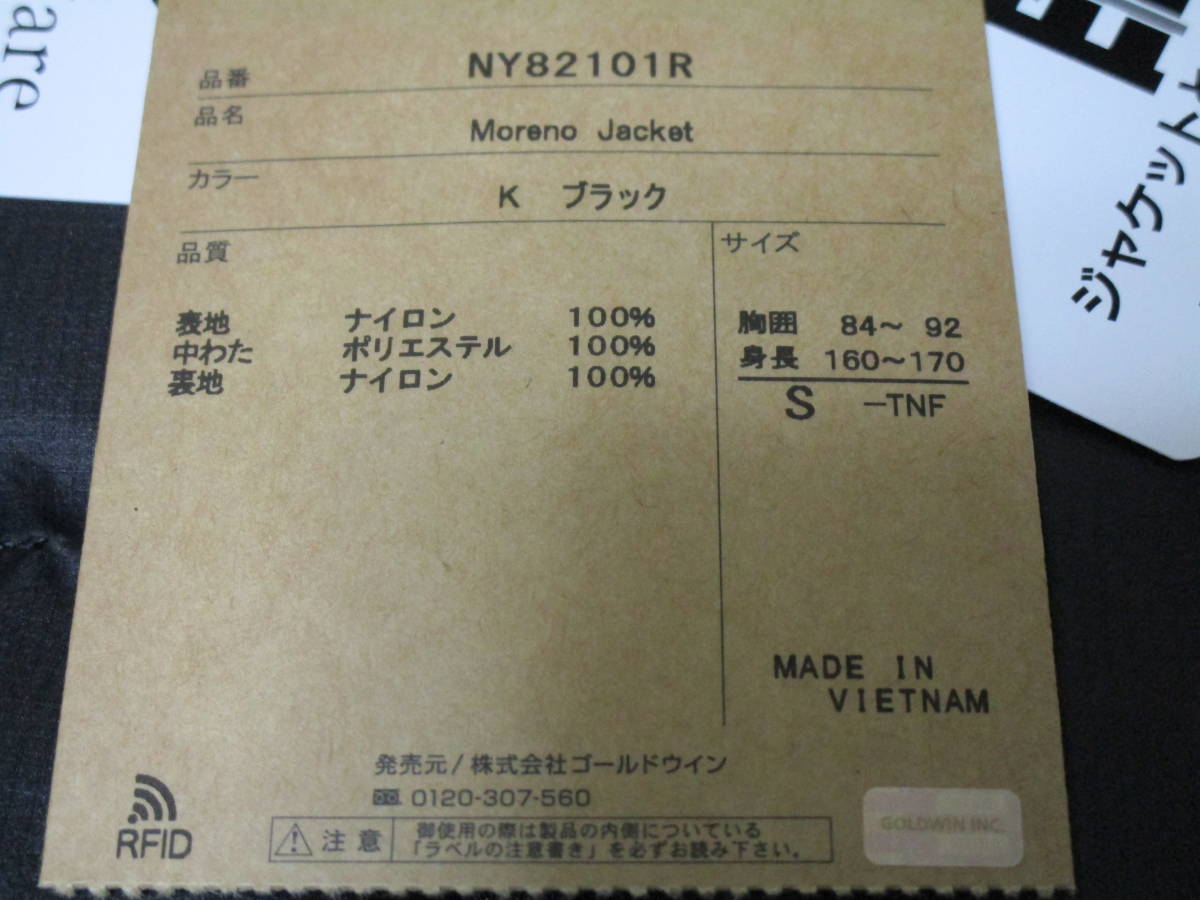 are
品番 NY82101R
品名 Moreno Jacket
カラー K ブラック
品質
表地 ナイロン 100%
中わた ポリエステル 100%
裏地 ナイロン 100%
サイズ
胸囲 84～ 92
身長 160～170
S －TNF
MADE IN
VIETNAM
発売元/株式会社ゴールドウイン
0120-307-560
RFID
注意
御使用の際は製品の内側についている
「ラベルの注意書き」を必ずお読み下さい。
GOLDWIN INC.
ジャケット